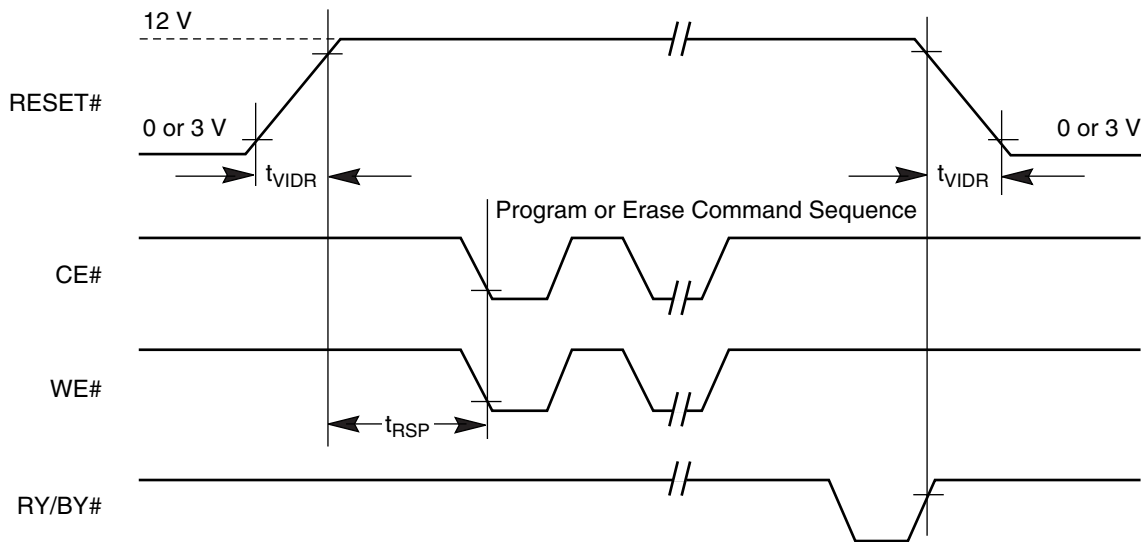 12 V
RESET#
0 or 3 V
0 or 3 V
tVIDR
tVIDR
Program or Erase Command Sequence
CE#
WE#
tRSP
RY/BY#